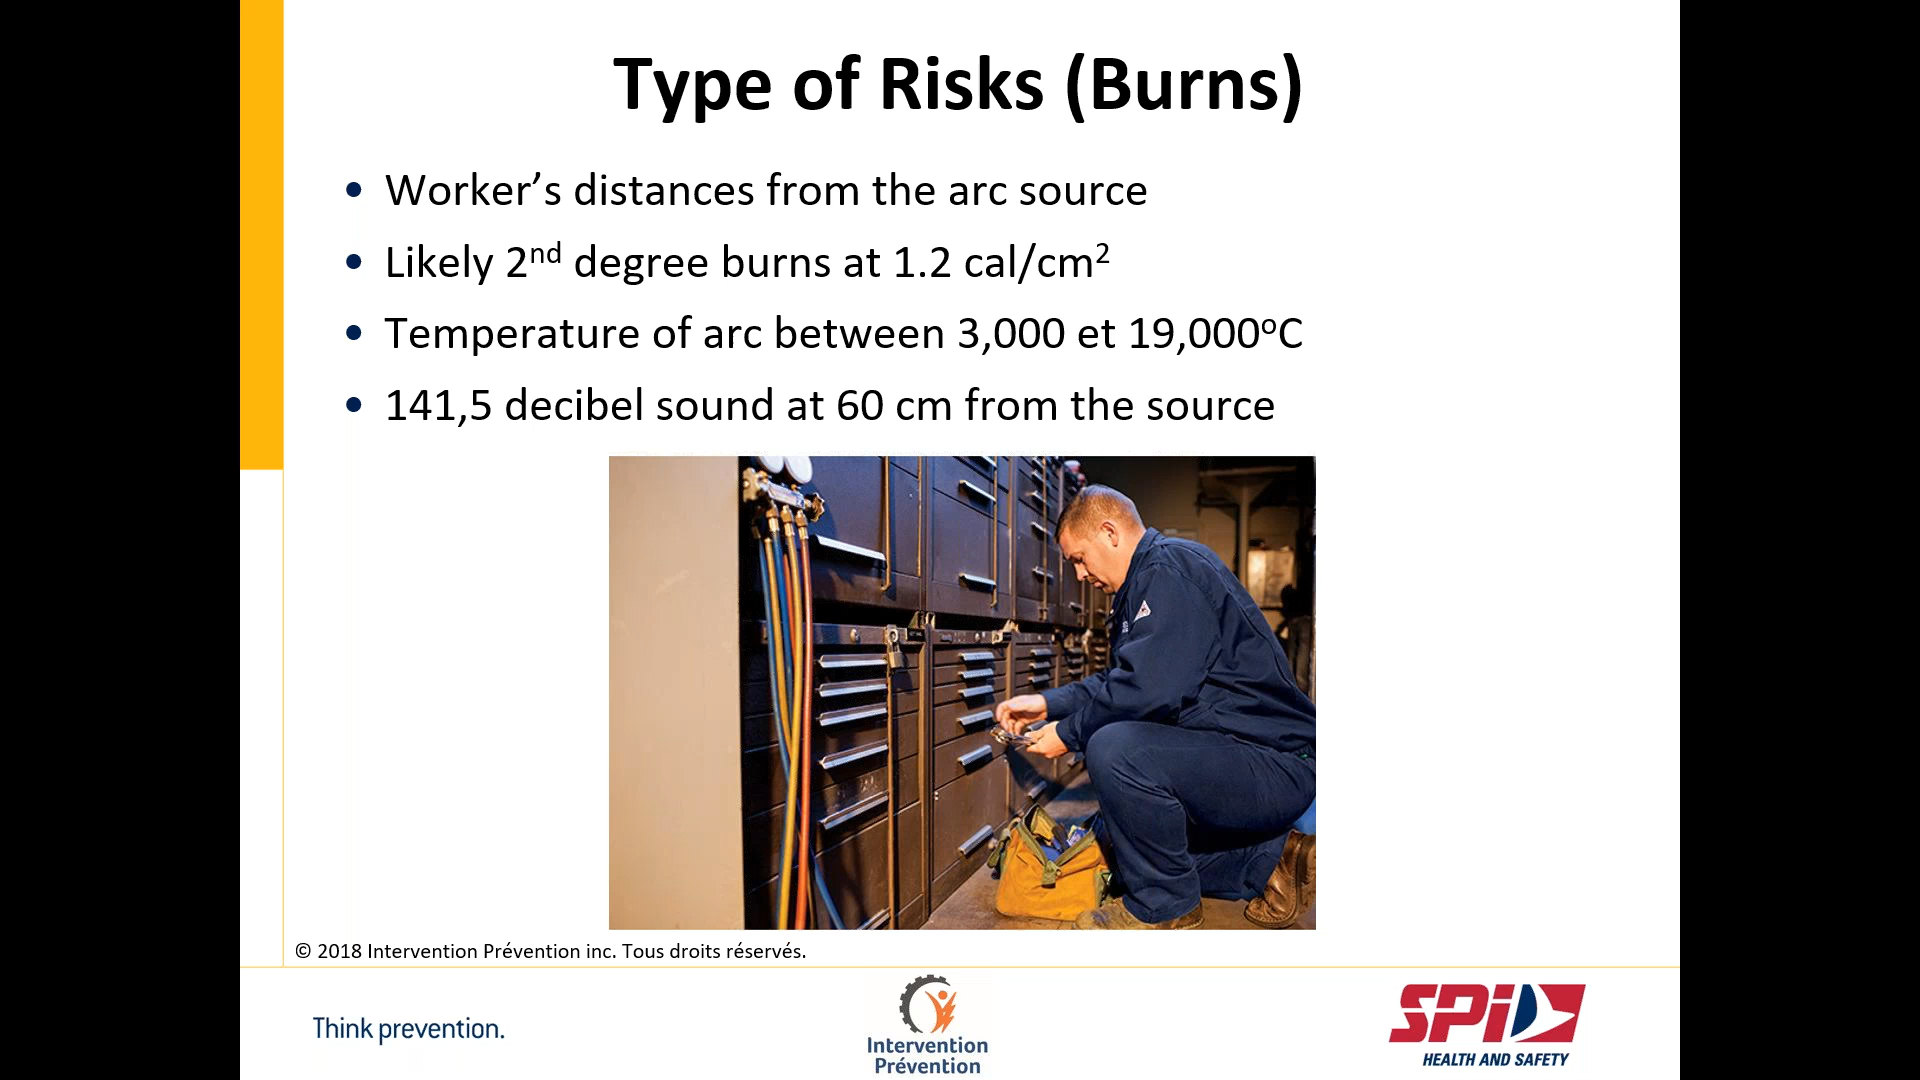 Type of Risks (Burns)
• Worker’s distances from the arc source
• Likely 2nd degree burns at 1.2 cal/cm2
• Temperature of arc between 3,000 et 19,000ºC
• 141,5 decibel sound at 60 cm from the source
© 2018 Intervention Prévention inc. Tous droits réservés.
Think prevention.
Intervention
Prévention
SPi
HEALTH AND SAFETY